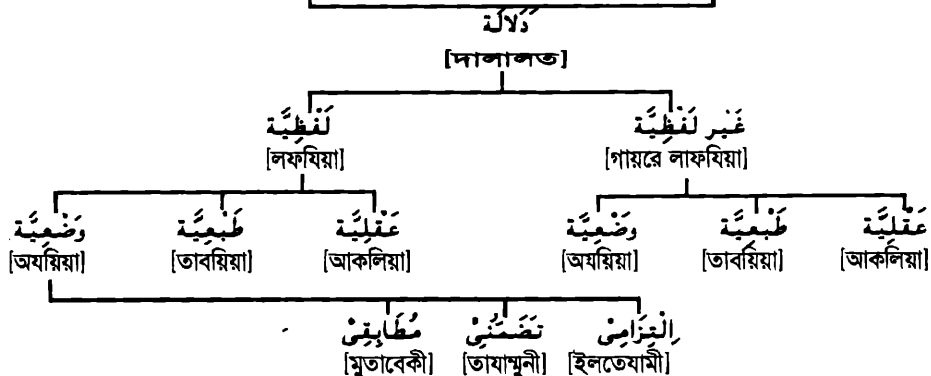 دَلَالَة
[দালালত]
لَفْظِيَّة غَيْر لَفْظِيَّة
[লফযিয়া] [গায়রে লাফযিয়া]
وَضْعِيَّة طَبْعِيَّة عَقْلِيَّة وَضْعِيَّة طَبْعِيَّة عَقْلِيَّة
[অযয়িয়া] [তাবয়িয়া] [আকলিয়া] [অযয়িয়া] [তাবয়িয়া] [আকলিয়া]
مُطَابِقِىْ تَضَمُّنِىْ اِلْتِزَامِىْ
[মুতাবেকী] [তাযাম্মুনী] [ইলতেযামী]